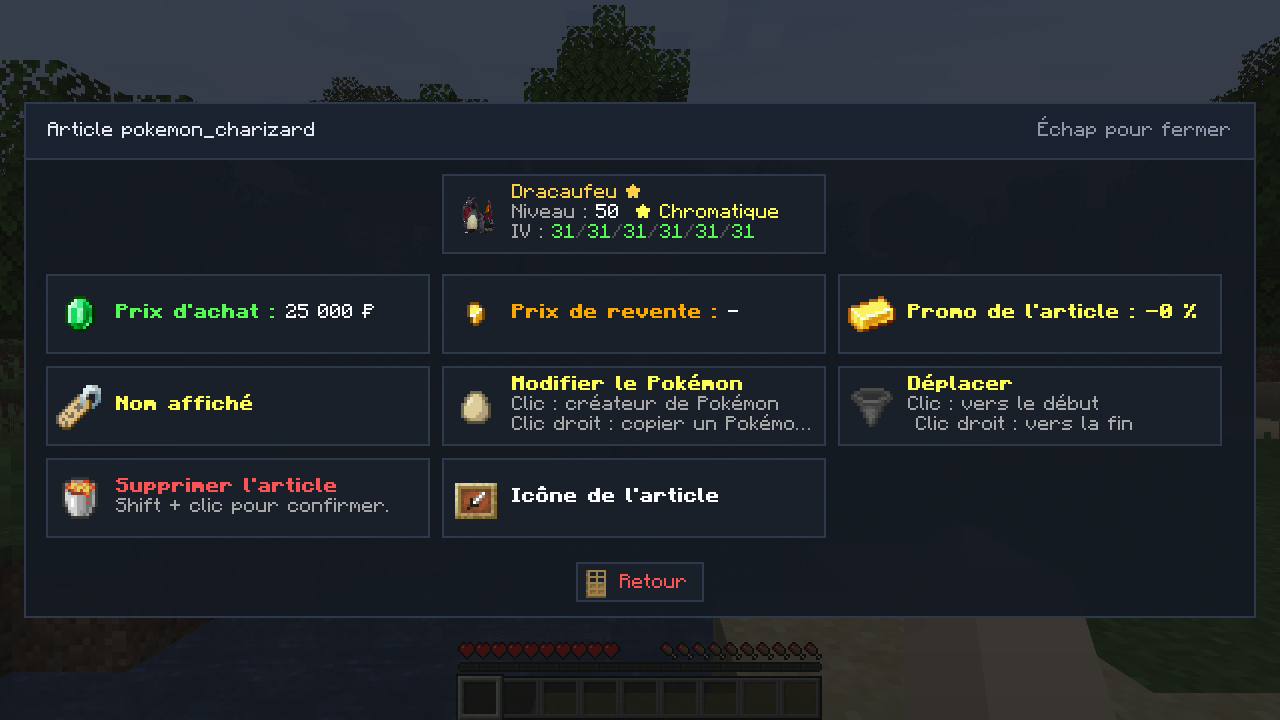 Article pokemon_charizard
Échap pour fermer
Dracaufeu ★
Niveau : 50 ★ Chromatique
IV : 31/31/31/31/31/31
Prix d'achat : 25 000 ₽
Prix de revente : –
Promo de l'article : -0 %
Nom affiché
Modifier le Pokémon
Clic : créateur de Pokémon
Clic droit : copier un Pokémo...
Déplacer
Clic : vers le début
Clic droit : vers la fin
Supprimer l'article
Shift + clic pour confirmer.
Icône de l'article
Retour